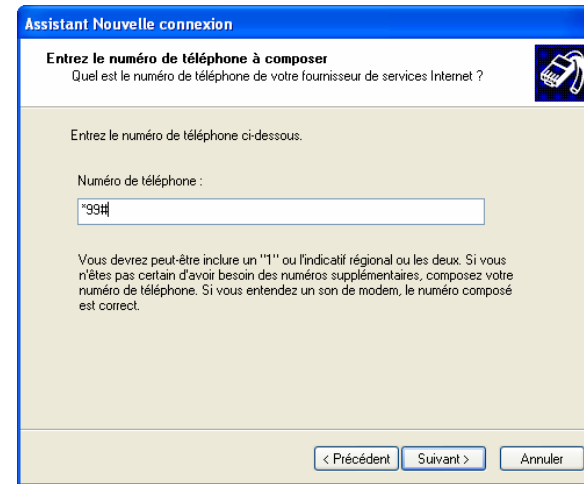 Assistant Nouvelle connexion
Entrez le numéro de téléphone à composer
Quel est le numéro de téléphone de votre fournisseur de services Internet ?
Entrez le numéro de téléphone ci-dessous.
Numéro de téléphone :
*99#
Vous devrez peut-être inclure un "1" ou l'indicatif régional ou les deux. Si vous
n'êtes pas certain d'avoir besoin des numéros supplémentaires, composez votre
numéro de téléphone. Si vous entendez un son de modem, le numéro composé
est correct.
< Précédent Suivant > Annuler